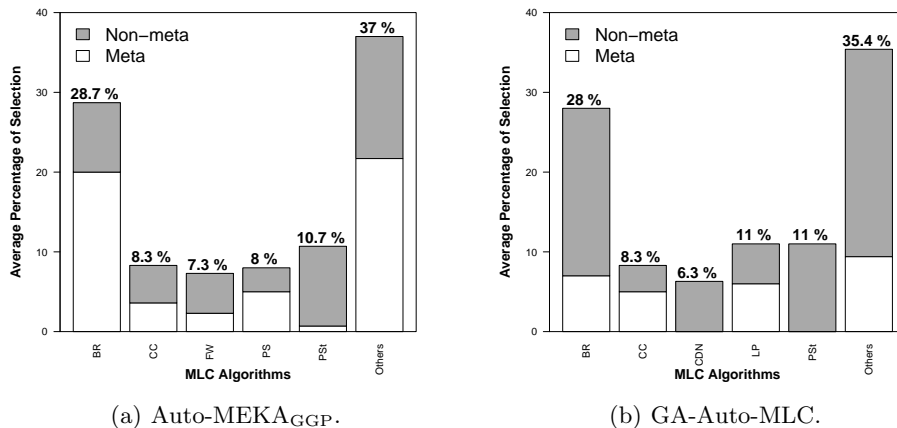 40
30
20
10
0
Average Percentage of Selection
Non−meta
Meta
28.7 %
8.3 %
7.3 %
8 %
10.7 %
37 %
BR
CC
FW
PS
PSt
Others
MLC Algorithms
(a) Auto-MEKAGGP.
40
30
20
10
0
Average Percentage of Selection
Non−meta
Meta
28 %
8.3 %
6.3 %
11 %
11 %
35.4 %
BR
CC
CDN
LP
PSt
Others
MLC Algorithms
(b) GA-Auto-MLC.